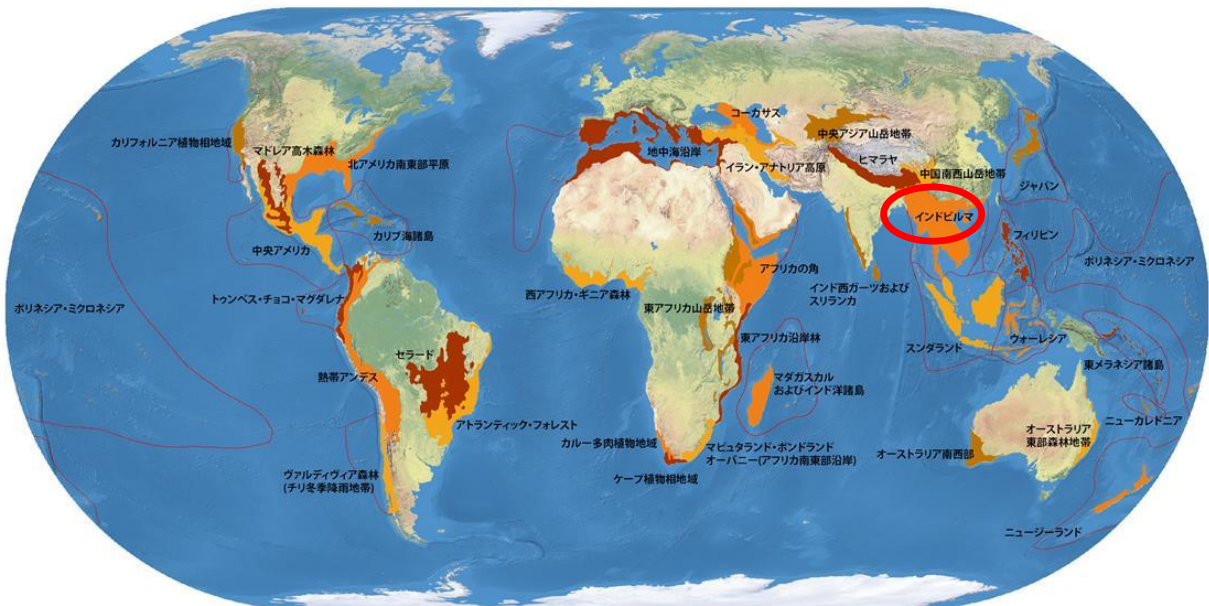 コーカサス
カリフォルニア植物相地域
マドレア高木森林
北アメリカ南東部平原
地中海沿岸
イラン・アナトリア高原
中央アジア山岳地帯
ヒマラヤ
中国南西山岳地帯
ジャパン
インドビルマ
中央アメリカ
カリブ海諸島
フィリピン
ポリネシア・ミクロネシア
トゥンベス・チョコ・マグダレナ
西アフリカ・ギニア森林
アフリカの角
インド西ガーツおよび
スリランカ
ポリネシア・ミクロネシア
東アフリカ山岳地帯
東アフリカ沿岸林
スンダランド
ウォーレシア
東メラネシア諸島
セラード
熱帯アンデス
マダガスカル
およびインド洋諸島
ニューカレドニア
アトランティック・フォレスト
カルー多肉植物地域
マピュタランド・ポンドランド
オーバニー(アフリカ南東部沿岸)
オーストラリア南西部
オーストラリア
東部森林地帯
ヴァルディヴィア森林
(チリ冬季降雨地帯)
ケープ植物相地域
ニュージーランド